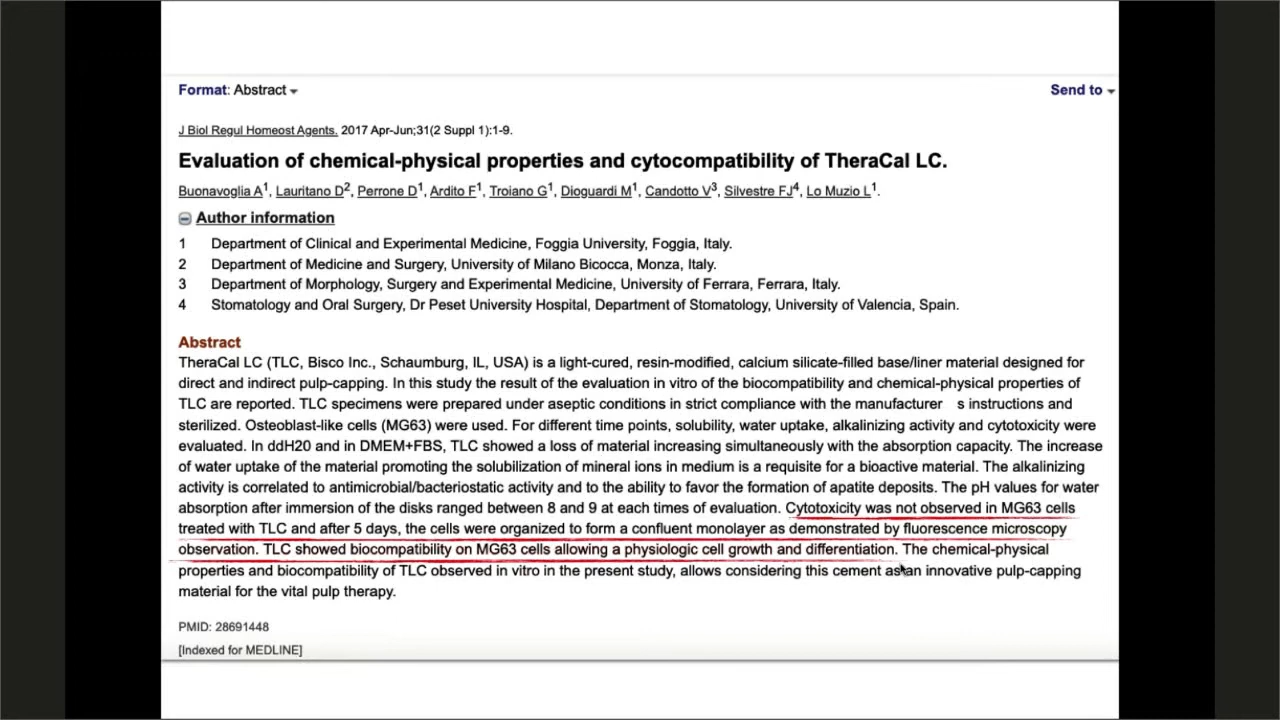 Format: Abstract
Send to
J Biol Regul Homeost Agents. 2017 Apr-Jun;31(2 Suppl 1):1-9.
Evaluation of chemical-physical properties and cytocompatibility of TheraCal LC.
Buonavoglia A1, Lauritano D2, Perrone D1, Ardito F1, Troiano G1, Dioguardi M1, Candotto V3, Silvestre FJ4, Lo Muzio L1.
Author information
1 Department of Clinical and Experimental Medicine, Foggia University, Foggia, Italy.
2 Department of Medicine and Surgery, University of Milano Bicocca, Monza, Italy.
3 Department of Morphology, Surgery and Experimental Medicine, University of Ferrara, Ferrara, Italy.
4 Stomatology and Oral Surgery, Dr Peset University Hospital, Department of Stomatology, University of Valencia, Spain.
Abstract
TheraCal LC (TLC, Bisco Inc., Schaumburg, IL, USA) is a light-cured, resin-modified, calcium silicate-filled base/liner material designed for
direct and indirect pulp-capping. In this study the result of the evaluation in vitro of the biocompatibility and chemical-physical properties of
TLC are reported. TLC specimens were prepared under aseptic conditions in strict compliance with the manufacturer s instructions and
sterilized. Osteoblast-like cells (MG63) were used. For different time points, solubility, water uptake, alkalinizing activity and cytotoxicity were
evaluated. In ddH20 and in DMEM+FBS, TLC showed a loss of material increasing simultaneously with the absorption capacity. The increase
of water uptake of the material promoting the solubilization of mineral ions in medium is a requisite for a bioactive material. The alkalinizing
activity is correlated to antimicrobial/bacteriostatic activity and to the ability to favor the formation of apatite deposits. The pH values for water
absorption after immersion of the disks ranged between 8 and 9 at each times of evaluation. Cytotoxicity was not observed in MG63 cells
treated with TLC and after 5 days, the cells were organized to form a confluent monolayer as demonstrated by fluorescence microscopy
observation. TLC showed biocompatibility on MG63 cells allowing a physiologic cell growth and differentiation. The chemical-physical
properties and biocompatibility of TLC observed in vitro in the present study, allows considering this cement as an innovative pulp-capping
material for the vital pulp therapy.
PMID: 28691448
[Indexed for MEDLINE]